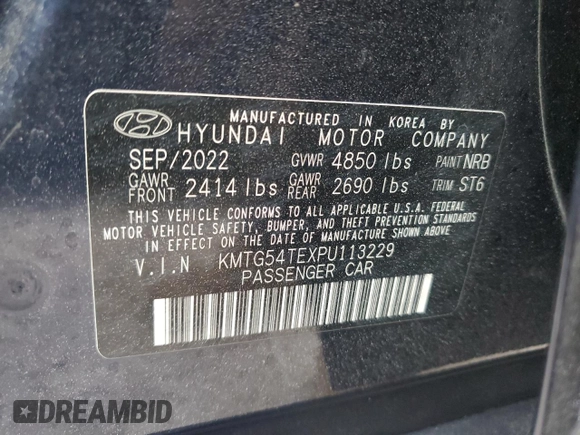 MANUFACTURED IN KOREA BY
HYUNDAI MOTOR COMPANY
SEP/2022 GVWR 4850 lbs PAINT NRB
GAWR FRONT 2414 lbs GAWR REAR 2690 lbs TRIM ST6
THIS VEHICLE CONFORMS TO ALL APPLICABLE U.S.A. FEDERAL
MOTOR VEHICLE SAFETY, BUMPER, AND THEFT PREVENTION STANDARDS
IN EFFECT ON THE DATE OF MANUFACTURE SHOWN ABOVE.
V.I.N KMTG54TEXPU113229
PASSENGER CAR
DREAMBID